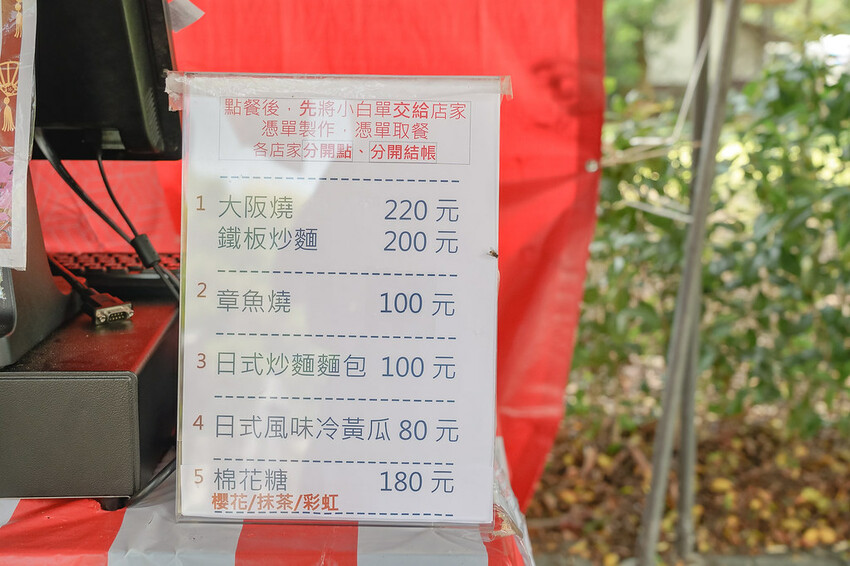 點餐後，先將小白單交給店家
憑單製作，憑單取餐
各店家分開點、分開結帳
1 大阪燒 220 元
鐵板炒麵 200 元
2 章魚燒 100 元
3 日式炒麵麵包 100 元
4 日式風味冷黃瓜 80 元
5 棉花糖 180 元
櫻花/抹茶/彩虹